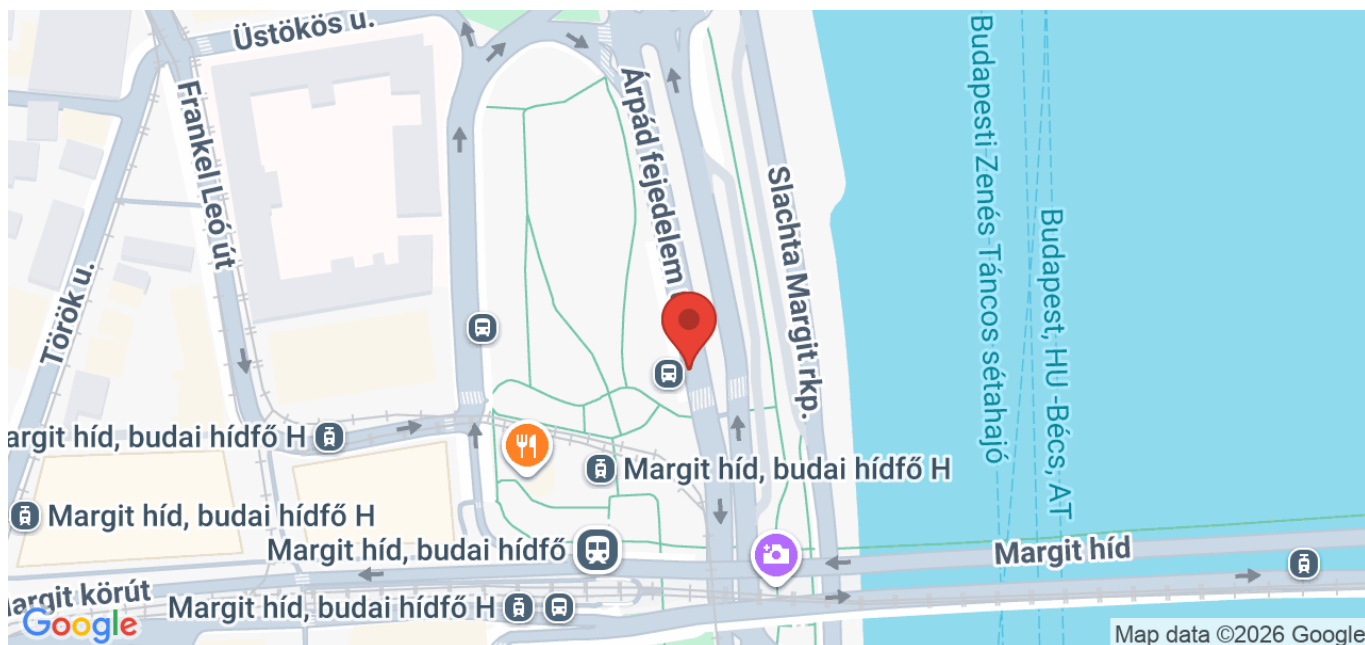 Üstökös u.
Frankel Leó út
Török u.
Árpád fejedelem
Slachta Margit rkp.
Budapesti Zenés Táncos sétahajó
Budapest, HU -Bécs, AT
argit híd, budai hídfő H
Margit híd, budai hídfő H
Margit híd, budai hídfő H
Margit híd, budai hídfő
Margit híd
argit körút
Margit híd, budai hídfő H
Google
Map data ©2026 Google